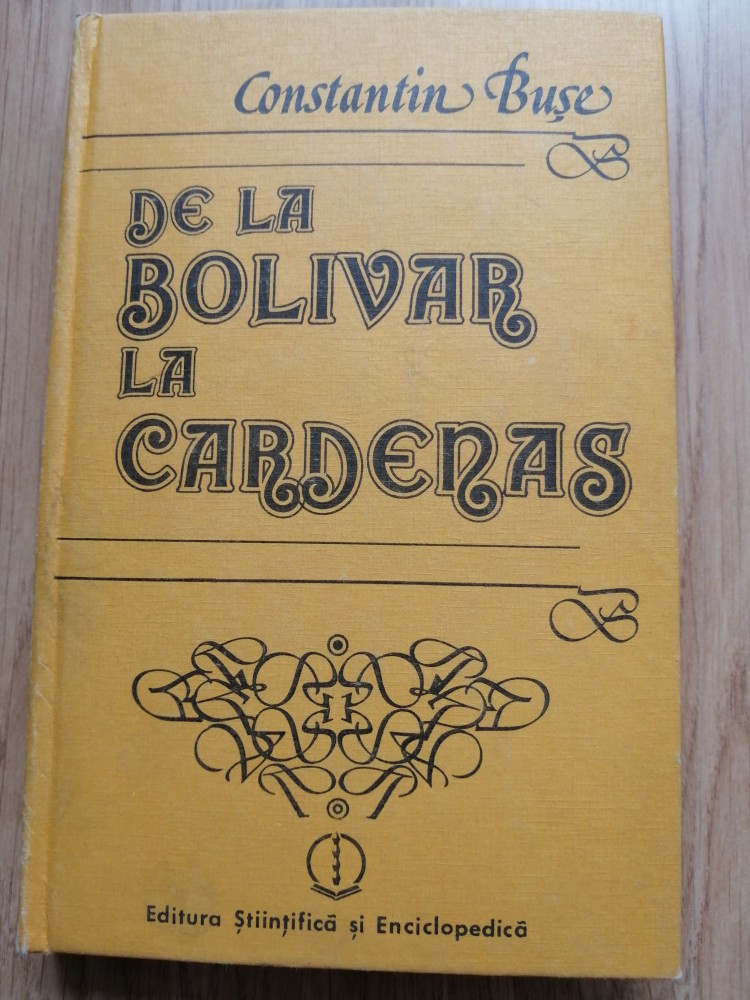 Constantin Bușe
DE LA
BOLIVAR
LA
CARDENAS
Editura Științifică și Enciclopedică